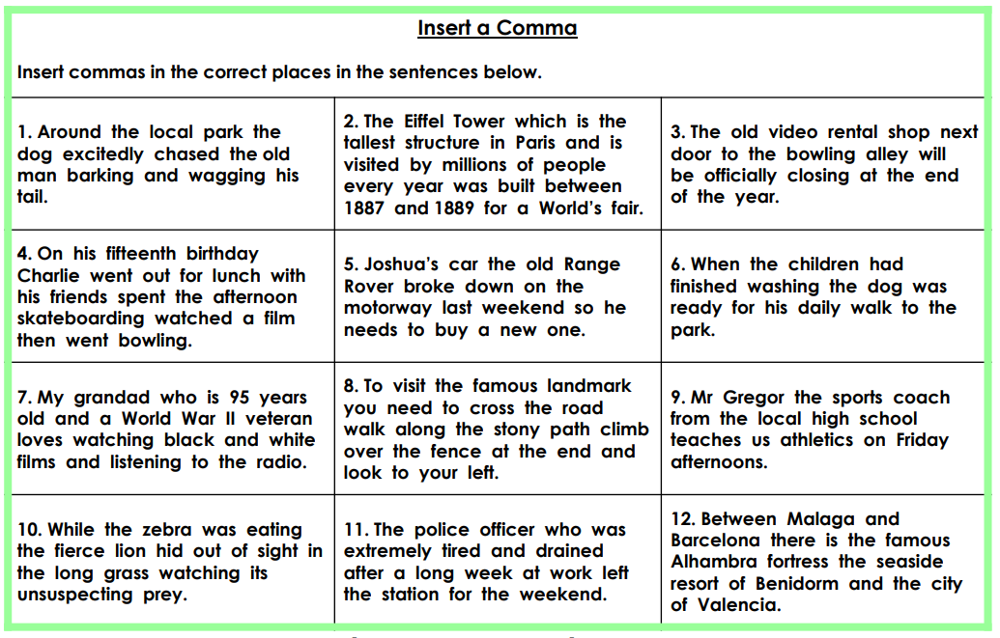 Insert a Comma
Insert commas in the correct places in the sentences below.
1. Around the local park the
dog excitedly chased the old
man barking and wagging his
tail.
2. The Eiffel Tower which is the
tallest structure in Paris and is
visited by millions of people
every year was built between
1887 and 1889 for a World's fair.
3. The old video rental shop next
door to the bowling alley will
be officially closing at the end
of the year.
4. On his fifteenth birthday
Charlie went out for lunch with
his friends spent the afternoon
skateboarding watched a film
then went bowling.
5. Joshua's car the old Range
Rover broke down on the
motorway last weekend so he
needs to buy a new one.
6. When the children had
finished washing the dog was
ready for his daily walk to the
park.
7. My grandad who is 95 years
old and a World War II veteran
loves watching black and white
films and listening to the radio.
8. To visit the famous landmark
you need to cross the road
walk along the stony path climb
over the fence at the end and
look to your left.
9. Mr Gregor the sports coach
from the local high school
teaches us athletics on Friday
afternoons.
10. While the zebra was eating
the fierce lion hid out of sight in
the long grass watching its
unsuspecting prey.
11. The police officer who was
extremely tired and drained
after a long week at work left
the station for the weekend.
12. Between Malaga and
Barcelona there is the famous
Alhambra fortress the seaside
resort of Benidorm and the city
of Valencia.